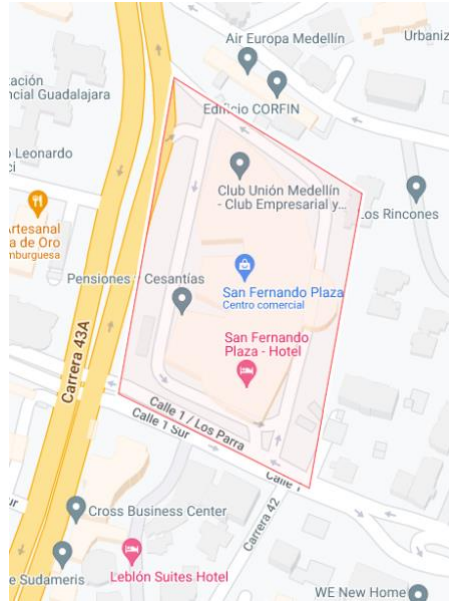 Air Europa Medellín
Urbaniz
tación
ncial Guadalajara
Edificio CORFIN
o Leonardo
ci
Club Unión Medellín
- Club Empresarial y...
Los Rincones
Artesanal
a de Oro
mburguesa
San Fernando Plaza
Centro comercial
Pensiones y Cesantías
San Fernando
Plaza - Hotel
Carrera 43A
Calle 1 / Los Parra
Calle 1 Sur
Calle 1
Carrera 42
Cross Business Center
ur
e Sudameris
Leblón Suites Hotel
WE New Home